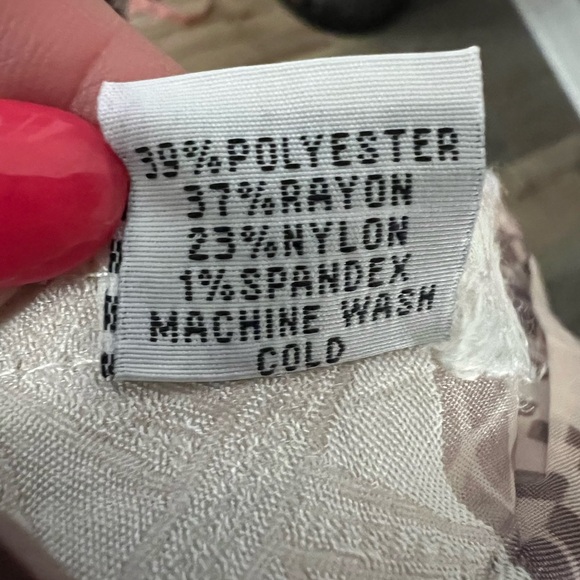 39%POLYESTER
37%RAYON
23%NYLON
1%SPANDEX
MACHINE WASH
COLD